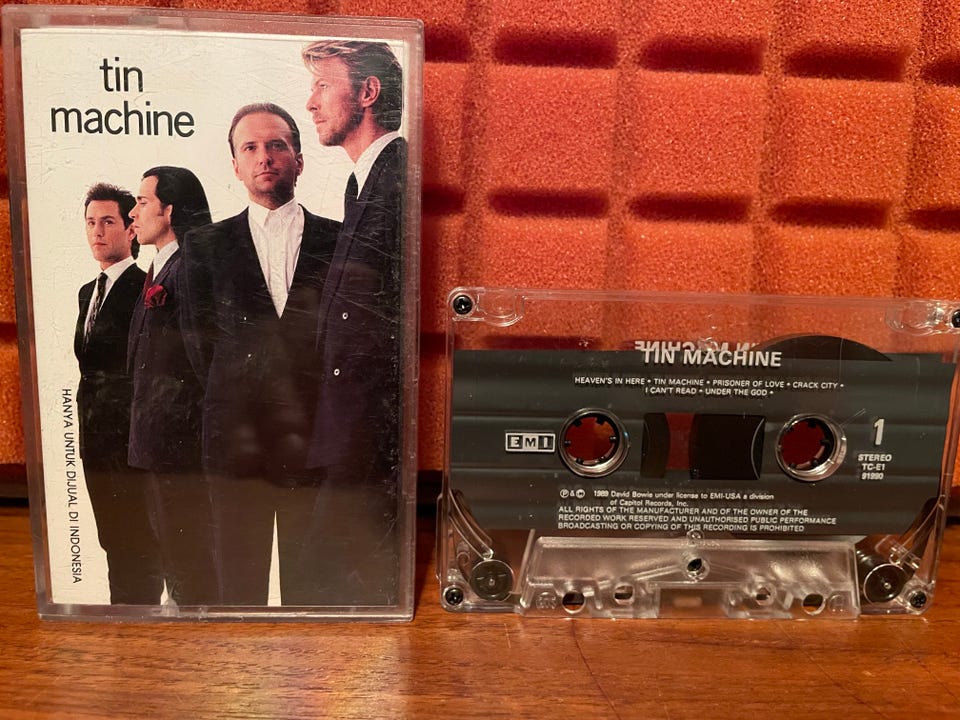 tin
machine
HANYA UNTUK DIJUAL DI INDONESIA
TIN MACHINE
HEAVEN'S IN HERE • TIN MACHINE • PRISONER OF LOVE • CRACK CITY •
I CAN'T READ • UNDER THE GOD •
EMI
1
STEREO
TC-E1
91990
℗ & © 1989 David Bowie under license to EMI-USA a division
of Capitol Records, Inc.
ALL RIGHTS OF THE MANUFACTURER AND OF THE OWNER OF THE
RECORDED WORK RESERVED AND UNAUTHORISED PUBLIC PERFORMANCE
BROADCASTING OR COPYING OF THIS RECORDING IS PROHIBITED